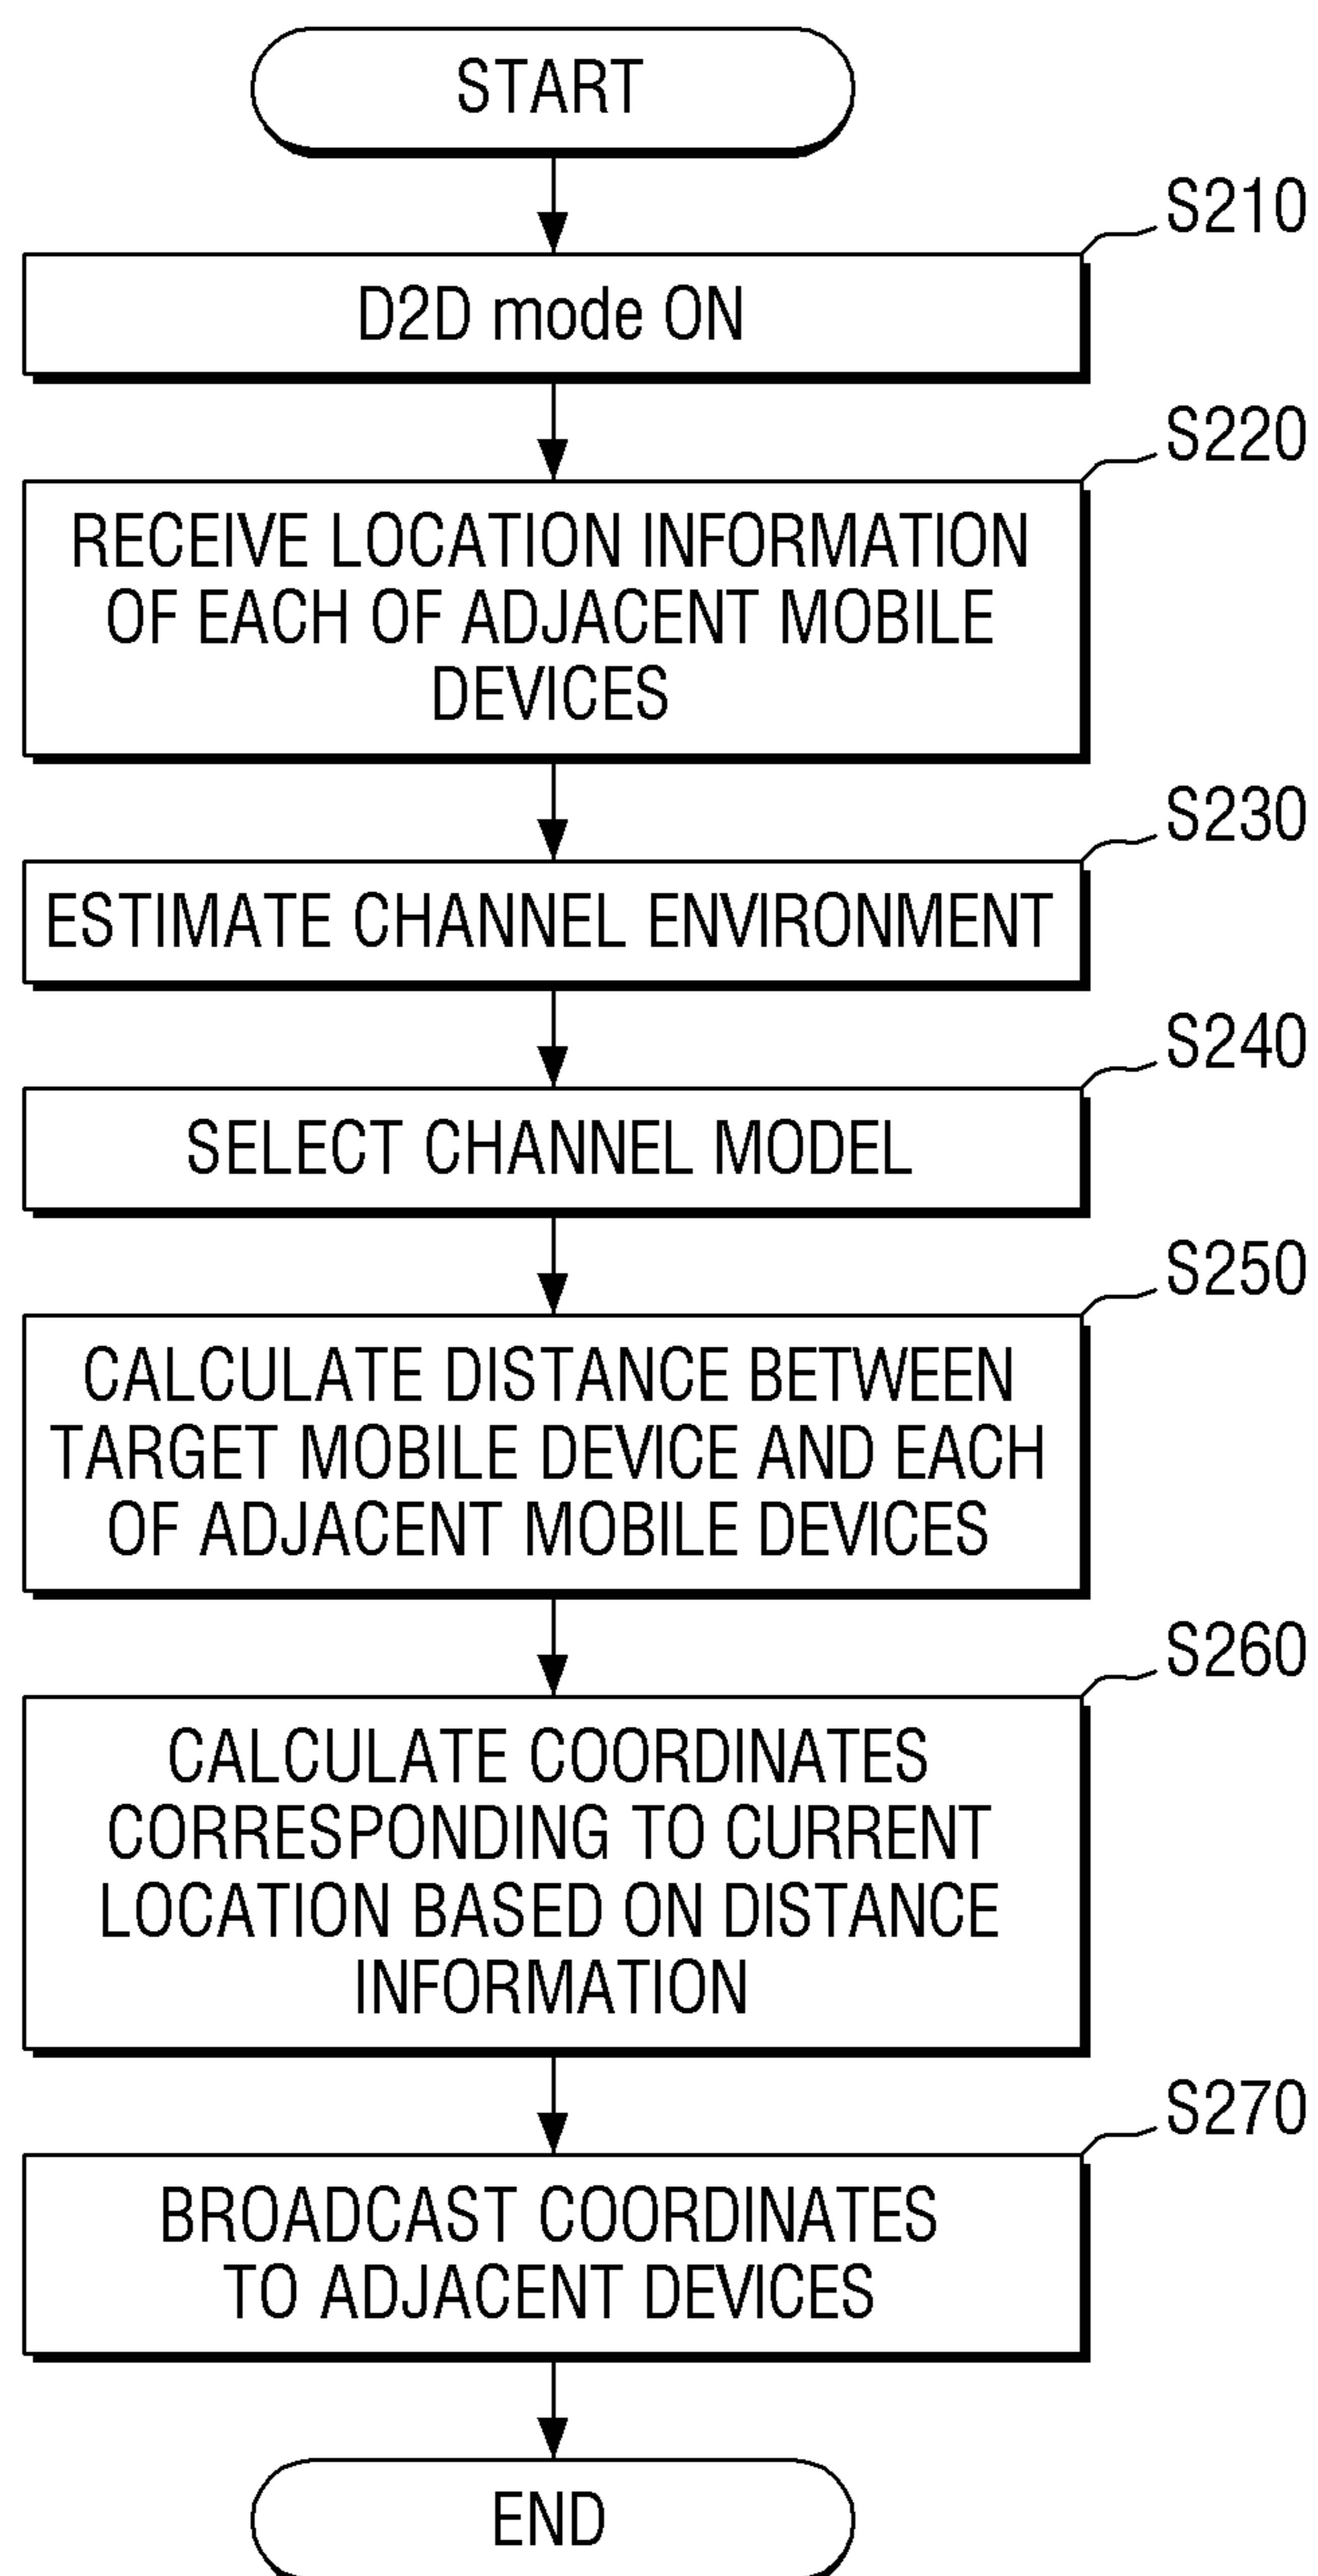 START
S210
D2D mode ON
S220
RECEIVE LOCATION INFORMATION
OF EACH OF ADJACENT MOBILE
DEVICES
S230
ESTIMATE CHANNEL ENVIRONMENT
S240
SELECT CHANNEL MODEL
S250
CALCULATE DISTANCE BETWEEN
TARGET MOBILE DEVICE AND EACH
OF ADJACENT MOBILE DEVICES
S260
CALCULATE COORDINATES
CORRESPONDING TO CURRENT
LOCATION BASED ON DISTANCE
INFORMATION
S270
BROADCAST COORDINATES
TO ADJACENT DEVICES
END